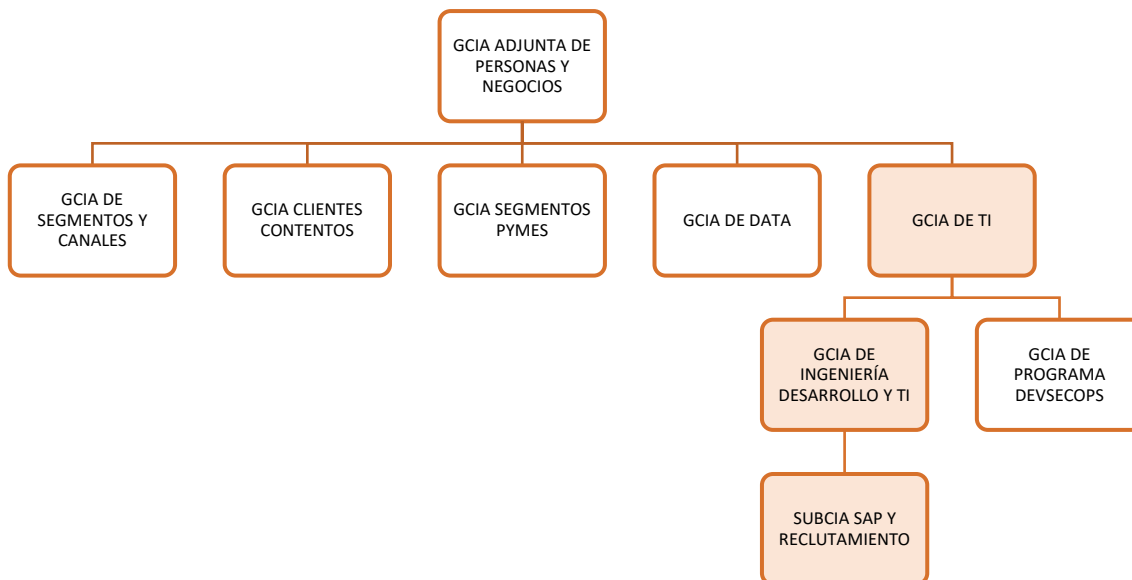 GCIA ADJUNTA DE
PERSONAS Y
NEGOCIOS
GCIA DE
SEGMENTOS Y
CANALES
GCIA CLIENTES
CONTENTOS
GCIA SEGMENTOS
PYMES
GCIA DE DATA
GCIA DE TI
GCIA DE
INGENIERÍA
DESARROLLO Y TI
GCIA DE
PROGRAMA
DEVSECOPS
SUBCIA SAP Y
RECLUTAMIENTO